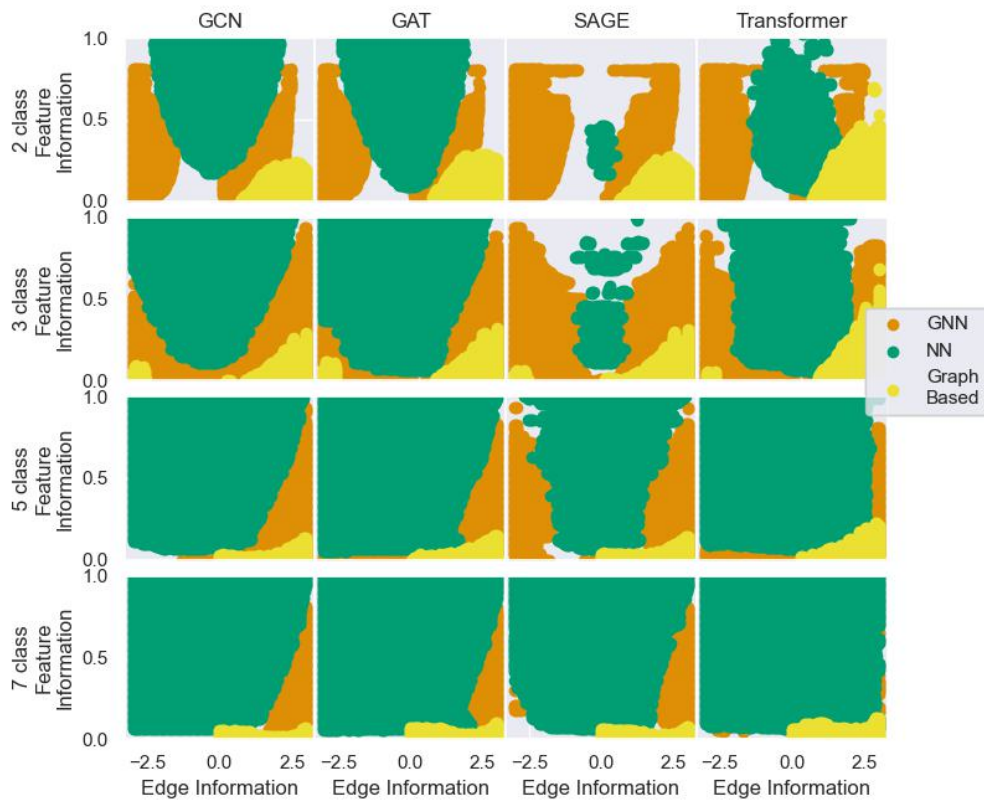 GCN GAT SAGE Transformer
2 class
Feature
Information
1.0
0.5
0.0
3 class
Feature
Information
1.0
0.5
0.0
GNN
NN
Graph
Based
5 class
Feature
Information
1.0
0.5
0.0
7 class
Feature
Information
1.0
0.5
0.0
−2.5 0.0 2.5 −2.5 0.0 2.5 −2.5 0.0 2.5 −2.5 0.0 2.5
Edge Information Edge Information Edge Information Edge Information